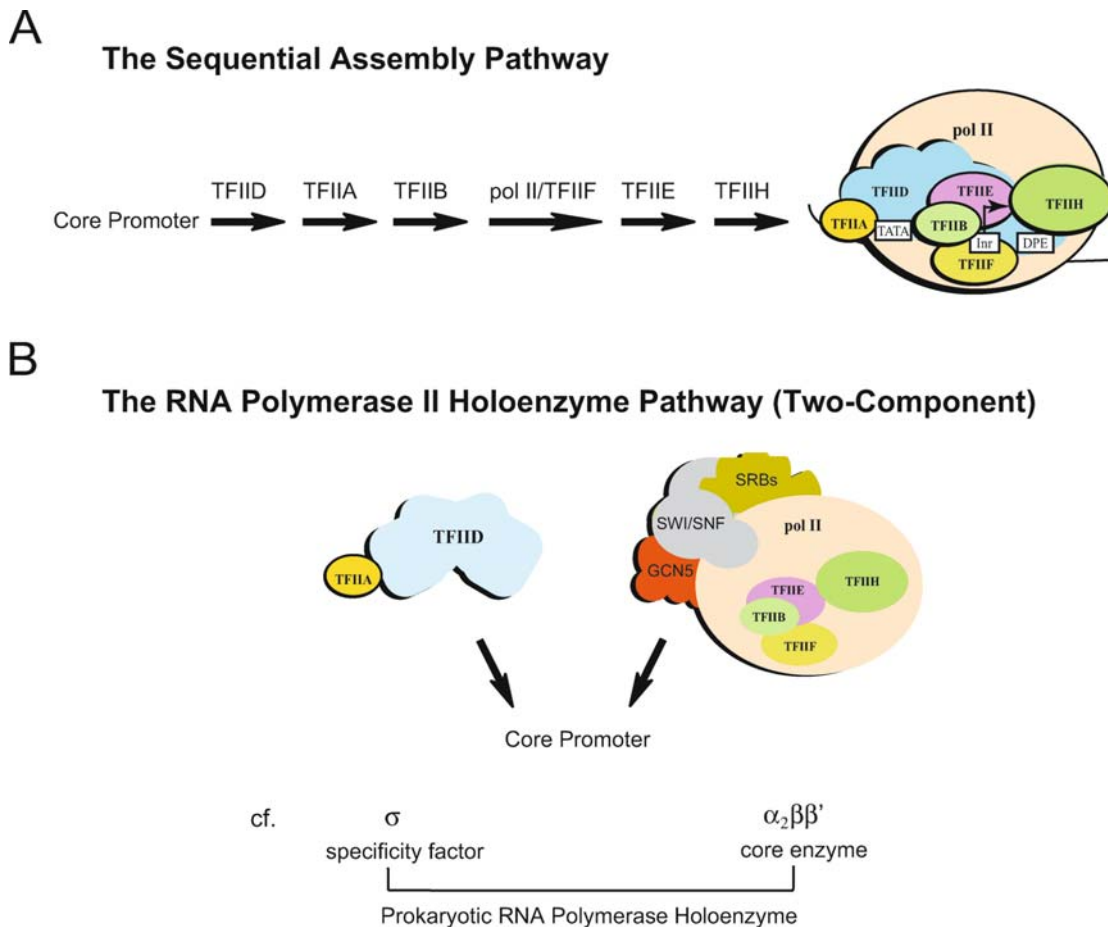 A
The Sequential Assembly Pathway
Core Promoter
TFIID
TFIIA
TFIIB
pol II/TFIIF
TFIIE
TFIIH
pol II
TFIID
TFIIE
TFIIH
TFIIA
TATA
TFIIB
Inr
DPE
TFIIF
B
The RNA Polymerase II Holoenzyme Pathway (Two-Component)
TFIID
TFIIA
SRBs
SWI/SNF
pol II
GCN5
TFIIH
TFIIE
TFIIB
TFIIF
Core Promoter
cf.
σ
α₂ββ'
specificity factor
core enzyme
Prokaryotic RNA Polymerase Holoenzyme